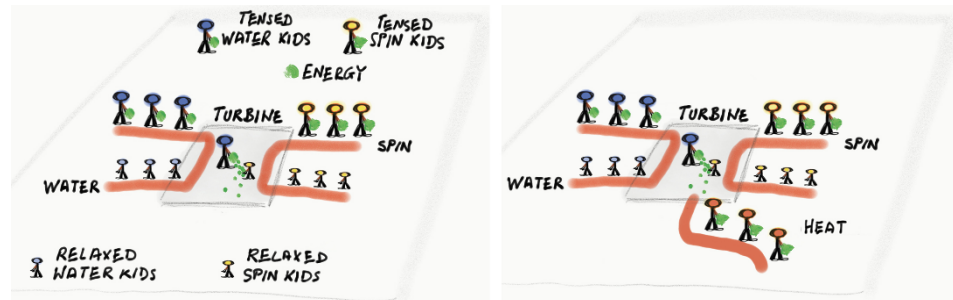 TENSED
WATER KIDS
TENSED
SPIN KIDS
ENERGY
TURBINE
SPIN
WATER
RELAXED
WATER KIDS
RELAXED
SPIN KIDS
TURBINE
SPIN
WATER
HEAT